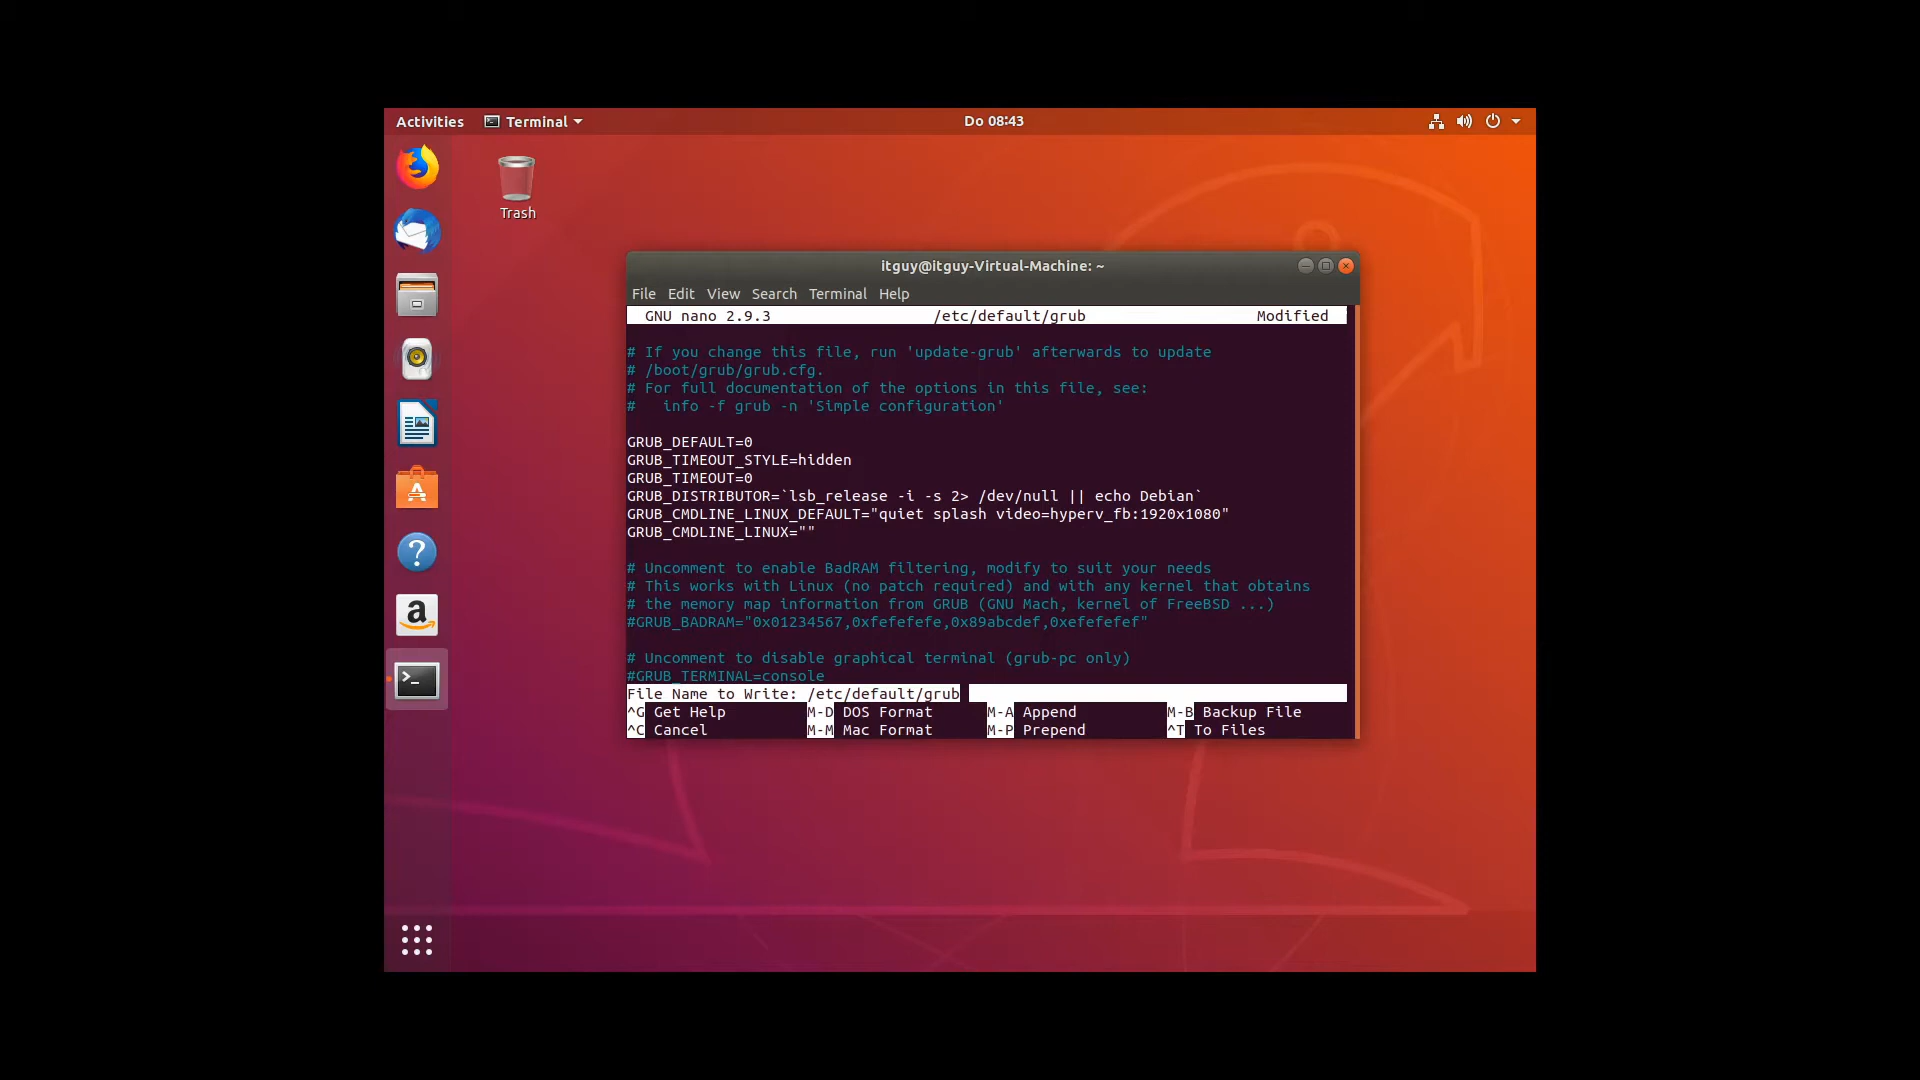 Activities Terminal Do 08:43
Trash
itguy@itguy-Virtual-Machine: ~
File Edit View Search Terminal Help
GNU nano 2.9.3 /etc/default/grub Modified
# If you change this file, run 'update-grub' afterwards to update
# /boot/grub/grub.cfg.
# For full documentation of the options in this file, see:
#   info -f grub -n 'Simple configuration'
GRUB_DEFAULT=0
GRUB_TIMEOUT_STYLE=hidden
GRUB_TIMEOUT=0
GRUB_DISTRIBUTOR=`lsb_release -i -s 2> /dev/null || echo Debian`
GRUB_CMDLINE_LINUX_DEFAULT="quiet splash video=hyperv_fb:1920x1080"
GRUB_CMDLINE_LINUX=""
# Uncomment to enable BadRAM filtering, modify to suit your needs
# This works with Linux (no patch required) and with any kernel that obtains
# the memory map information from GRUB (GNU Mach, kernel of FreeBSD ...)
#GRUB_BADRAM="0x01234567,0xfefefefe,0x89abcdef,0xefefefef"
# Uncomment to disable graphical terminal (grub-pc only)
#GRUB_TERMINAL=console
File Name to Write: /etc/default/grub
^G Get Help M-D DOS Format M-A Append M-B Backup File
^C Cancel M-M Mac Format M-P Prepend ^T To Files